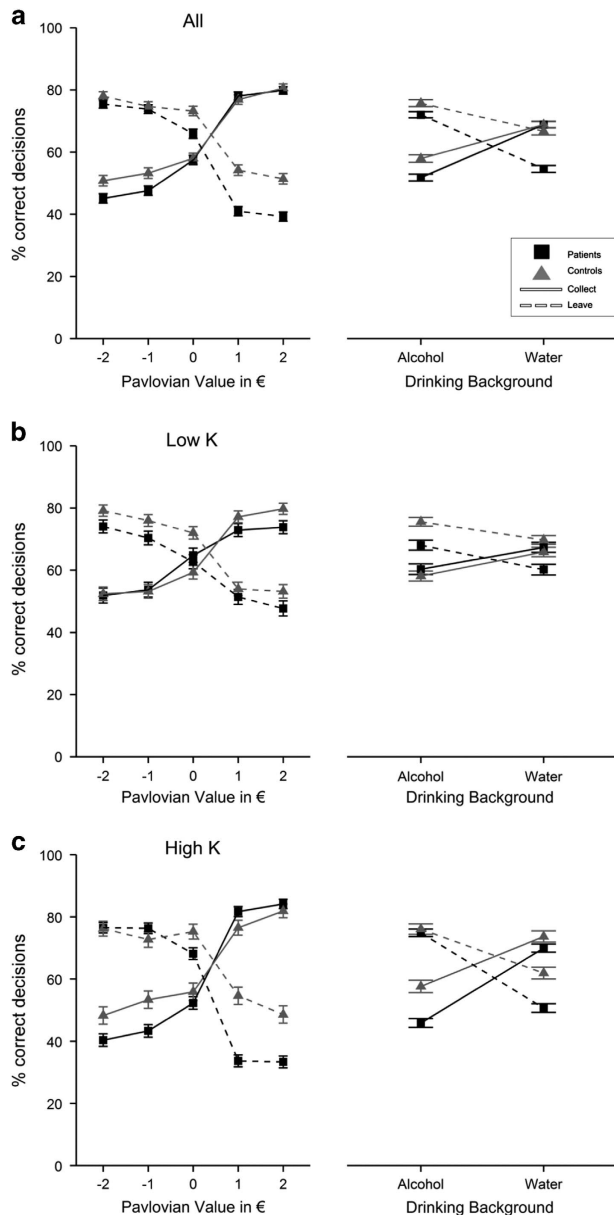 a
All
% correct decisions
100
80
60
40
20
0
-2 -1 0 1 2
Pavlovian Value in €
Alcohol Water
Drinking Background
Patients
Controls
Collect
Leave
b
Low K
% correct decisions
100
80
60
40
20
0
-2 -1 0 1 2
Pavlovian Value in €
Alcohol Water
Drinking Background
c
High K
% correct decisions
100
80
60
40
20
0
-2 -1 0 1 2
Pavlovian Value in €
Alcohol Water
Drinking Background